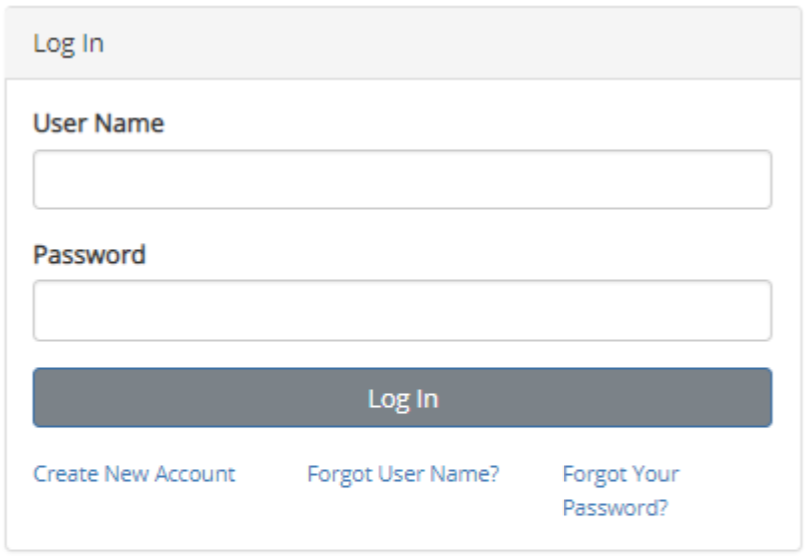 Log In
User Name
Password
Log In
Create New Account
Forgot User Name?
Forgot Your
Password?